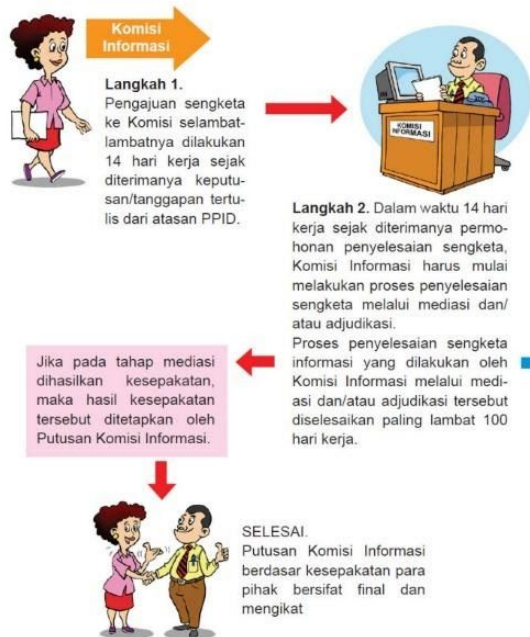 Komisi
Informasi
Langkah 1.
Pengajuan sengketa
ke Komisi selambat-
lambatnya dilakukan
14 hari kerja sejak
diterimanya keputu-
san/tanggapan tertu-
lis dari atasan PPID.
KOMISI
INFORMASI
Langkah 2. Dalam waktu 14 hari
kerja sejak diterimanya permo-
honan penyelesaian sengketa,
Komisi Informasi harus mulai
melakukan proses penyelesaian
sengketa melalui mediasi dan/
atau adjudikasi.
Proses penyelesaian sengketa
informasi yang dilakukan oleh
Komisi Informasi melalui medi-
asi dan/atau adjudikasi tersebut
diselesaikan paling lambat 100
hari kerja.
Jika pada tahap mediasi
dihasilkan kesepakatan,
maka hasil kesepakatan
tersebut ditetapkan oleh
Putusan Komisi Informasi.
SELESAI.
Putusan Komisi Informasi
berdasar kesepakatan para
pihak bersifat final dan
mengikat